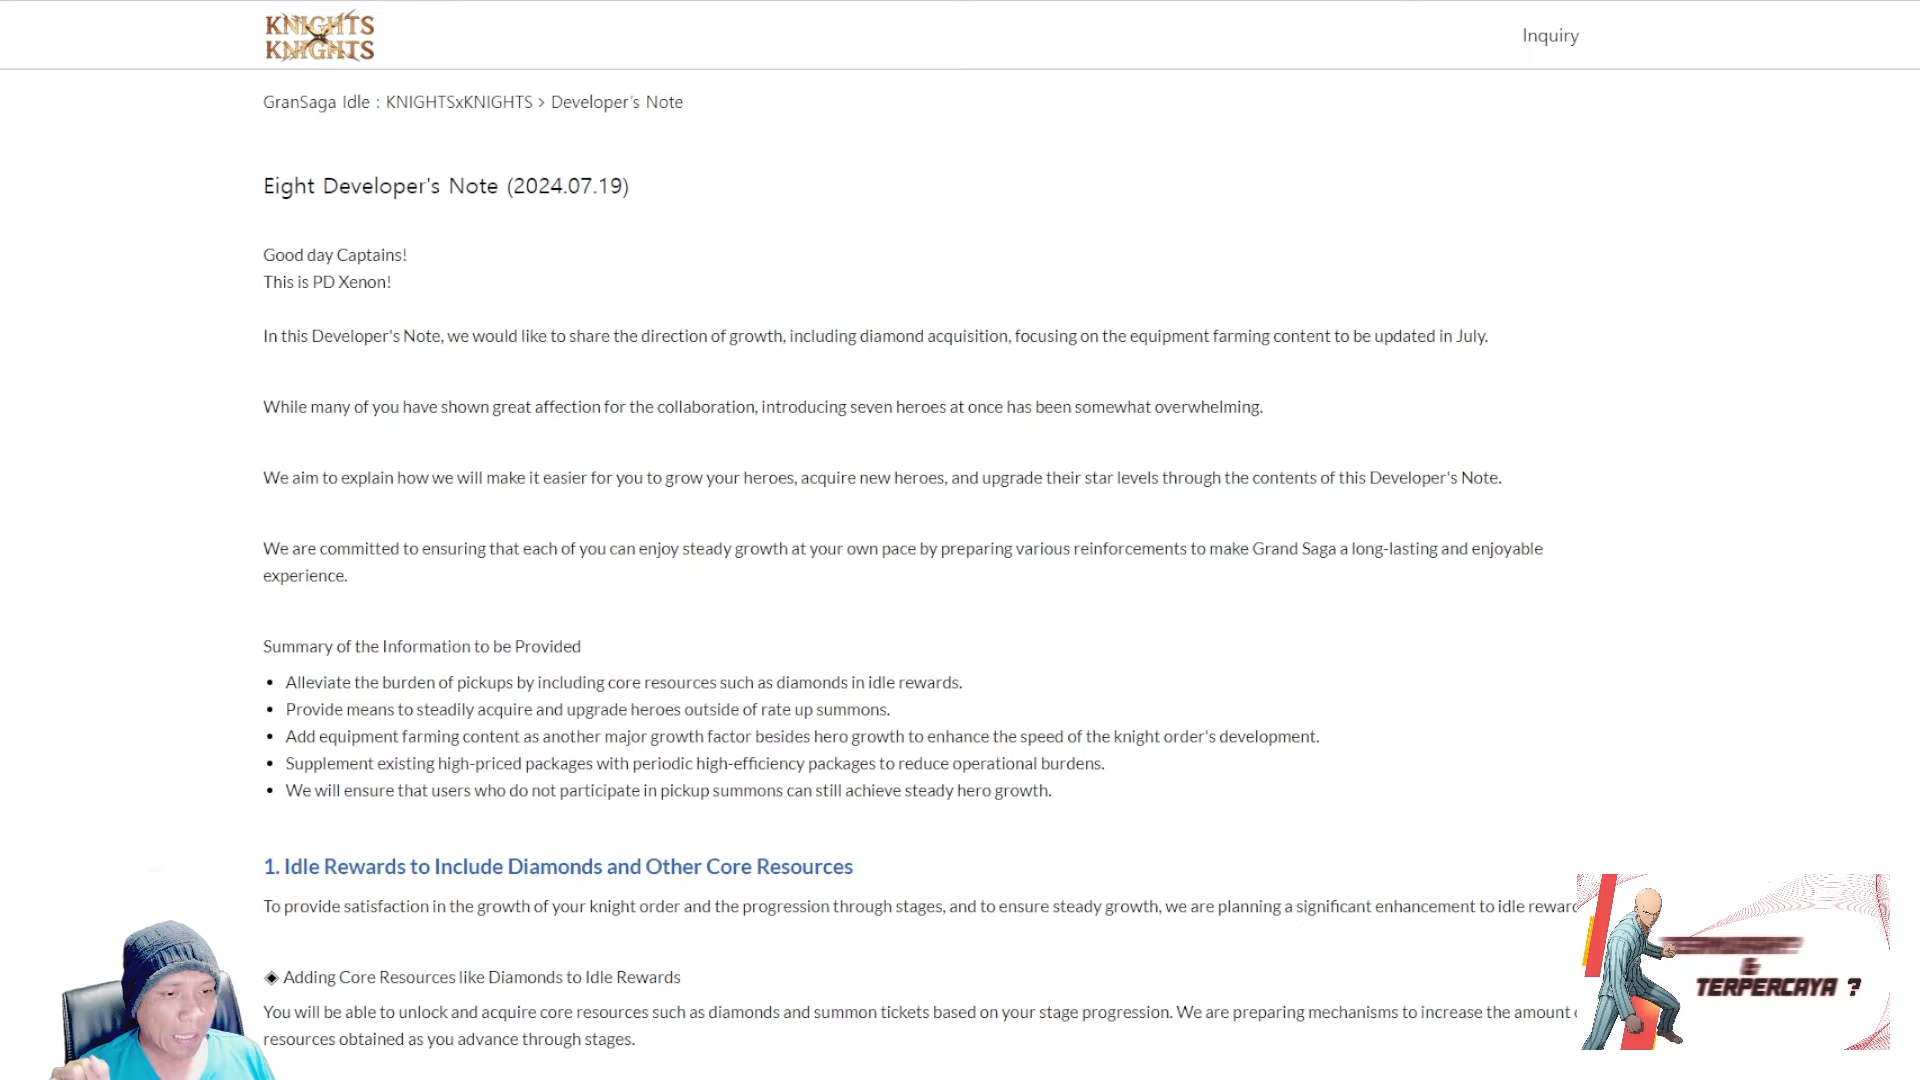 KNIGHTS
KNIGHTS
Inquiry
GranSaga Idle : KNIGHTSxKNIGHTS > Developer's Note
Eight Developer's Note (2024.07.19)
Good day Captains!
This is PD Xenon!
In this Developer's Note, we would like to share the direction of growth, including diamond acquisition, focusing on the equipment farming content to be updated in July.
While many of you have shown great affection for the collaboration, introducing seven heroes at once has been somewhat overwhelming.
We aim to explain how we will make it easier for you to grow your heroes, acquire new heroes, and upgrade their star levels through the contents of this Developer's Note.
We are committed to ensuring that each of you can enjoy steady growth at your own pace by preparing various reinforcements to make Grand Saga a long-lasting and enjoyable
experience.
Summary of the Information to be Provided
• Alleviate the burden of pickups by including core resources such as diamonds in idle rewards.
• Provide means to steadily acquire and upgrade heroes outside of rate up summons.
• Add equipment farming content as another major growth factor besides hero growth to enhance the speed of the knight order's development.
• Supplement existing high-priced packages with periodic high-efficiency packages to reduce operational burdens.
• We will ensure that users who do not participate in pickup summons can still achieve steady hero growth.
1. Idle Rewards to Include Diamonds and Other Core Resources
To provide satisfaction in the growth of your knight order and the progression through stages, and to ensure steady growth, we are planning a significant enhancement to idle
◈ Adding Core Resources like Diamonds to Idle Rewards
You will be able to unlock and acquire core resources such as diamonds and summon tickets based on your stage progression. We are preparing mechanisms to increase the amount
resources obtained as you advance through stages.
&
TERPERCAYA ?